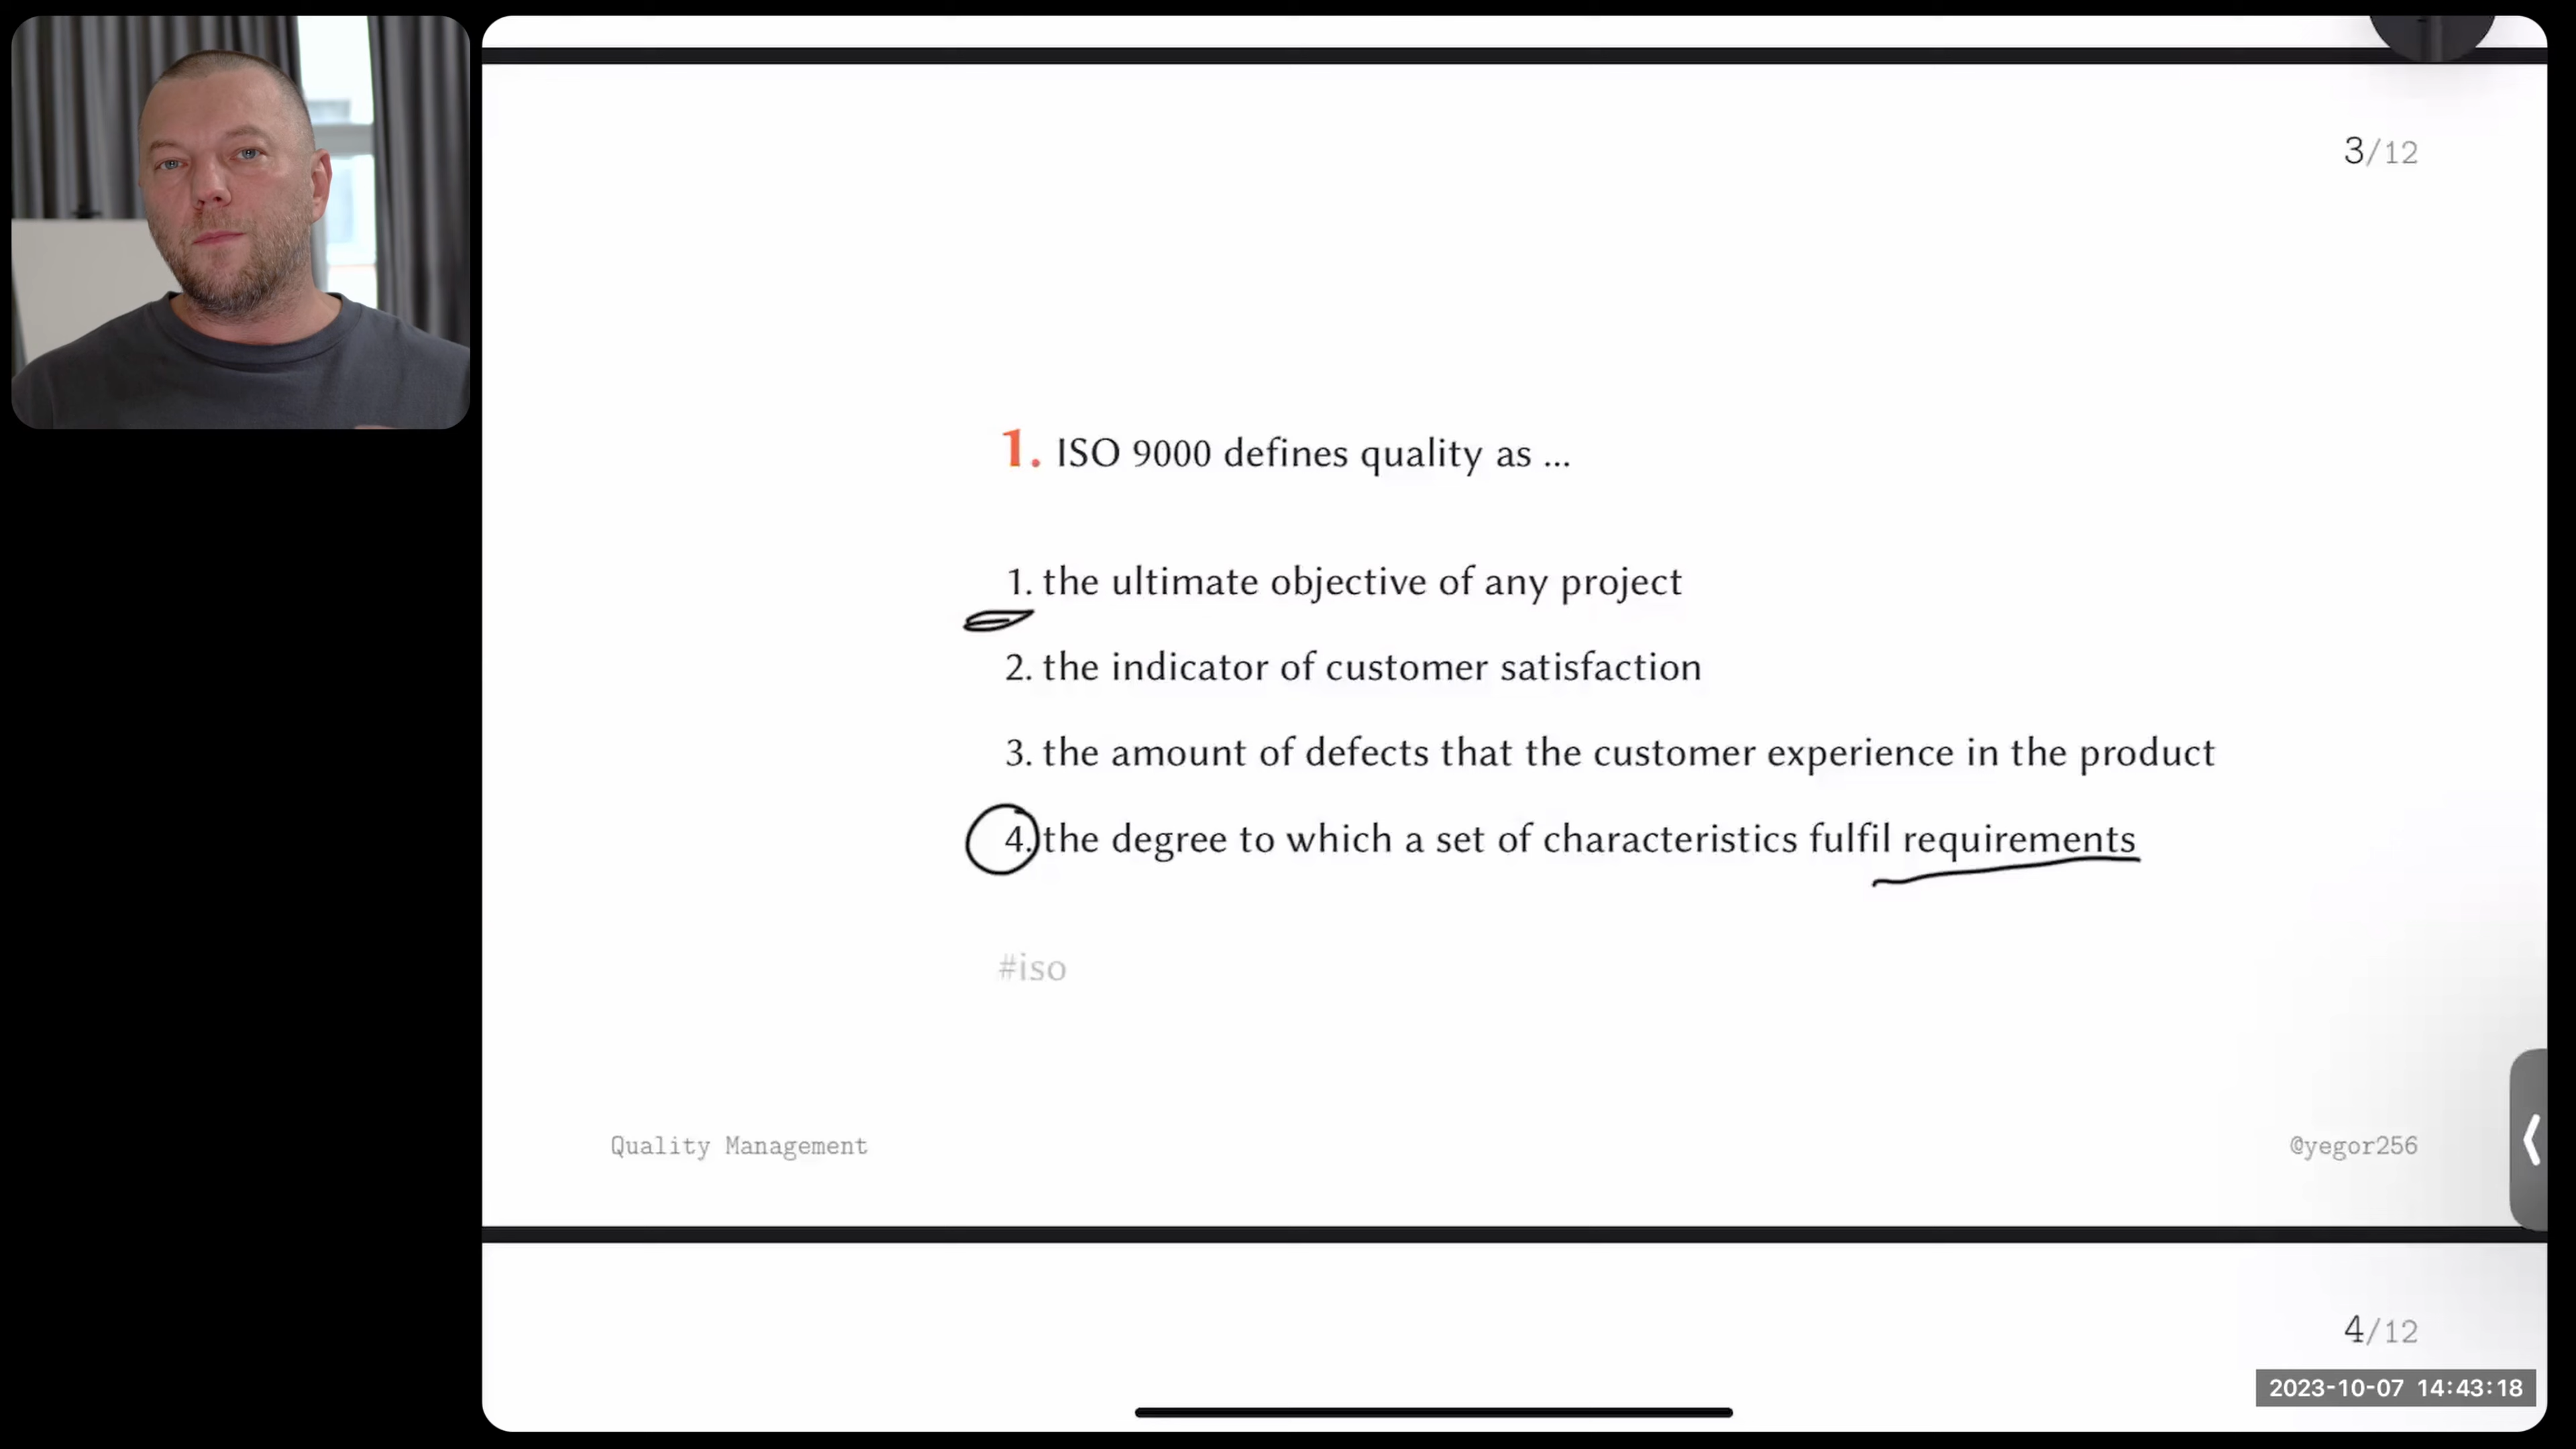 3/12
1. ISO 9000 defines quality as ...
1. the ultimate objective of any project
2. the indicator of customer satisfaction
3. the amount of defects that the customer experience in the product
4. the degree to which a set of characteristics fulfil requirements
#iso
Quality Management
@yegor256
4/12
2023-10-07 14:43:18